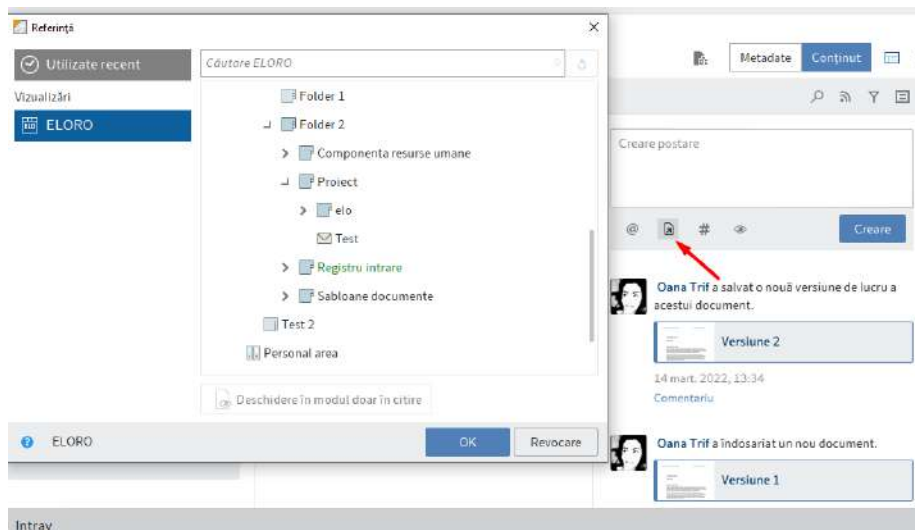 Referință
Utilizate recent
Vizualizări
ELORO
Căutare ELORO
Folder 1
Folder 2
Componenta resurse umane
Proiect
elo
Test
Registru intrare
Sabloane documente
Test 2
Personal area
Deschidere în modul doar în citire
ELORO
OK
Revocare
Metadate
Conținut
Creare postare
@
#
Creare
Oana Trif a salvat o nouă versiune de lucru a
acestui document.
Versiune 2
14 mart. 2022, 13:34
Comentariu
Oana Trif a îndosariat un nou document.
Versiune 1
Intray